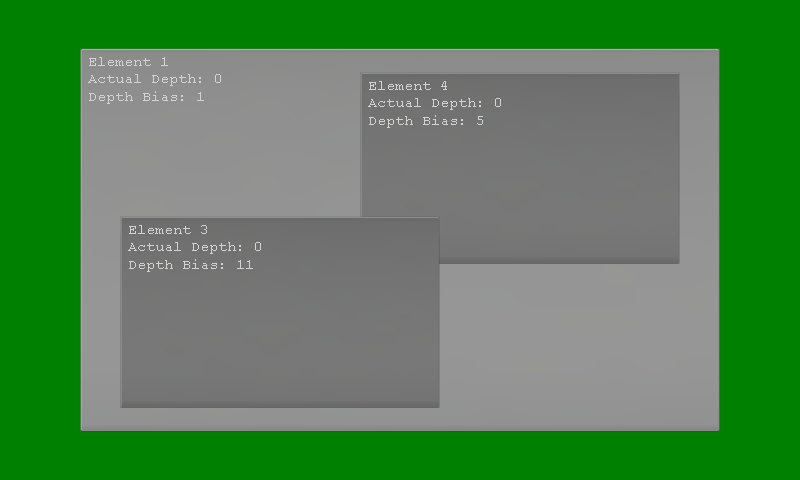 Element 1
Actual Depth: 0
Depth Bias: 1
Element 4
Actual Depth: 0
Depth Bias: 5
Element 3
Actual Depth: 0
Depth Bias: 11